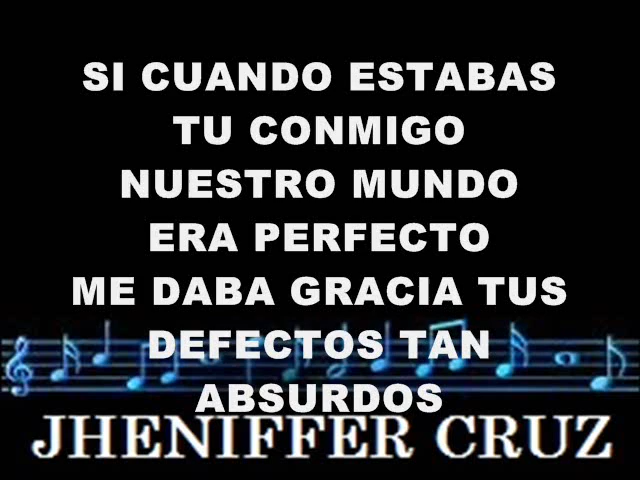 SI CUANDO ESTABAS
TU CONMIGO
NUESTRO MUNDO
ERA PERFECTO
ME DABA GRACIA TUS
DEFECTOS TAN
ABSURDOS
JHENIFFER CRUZ